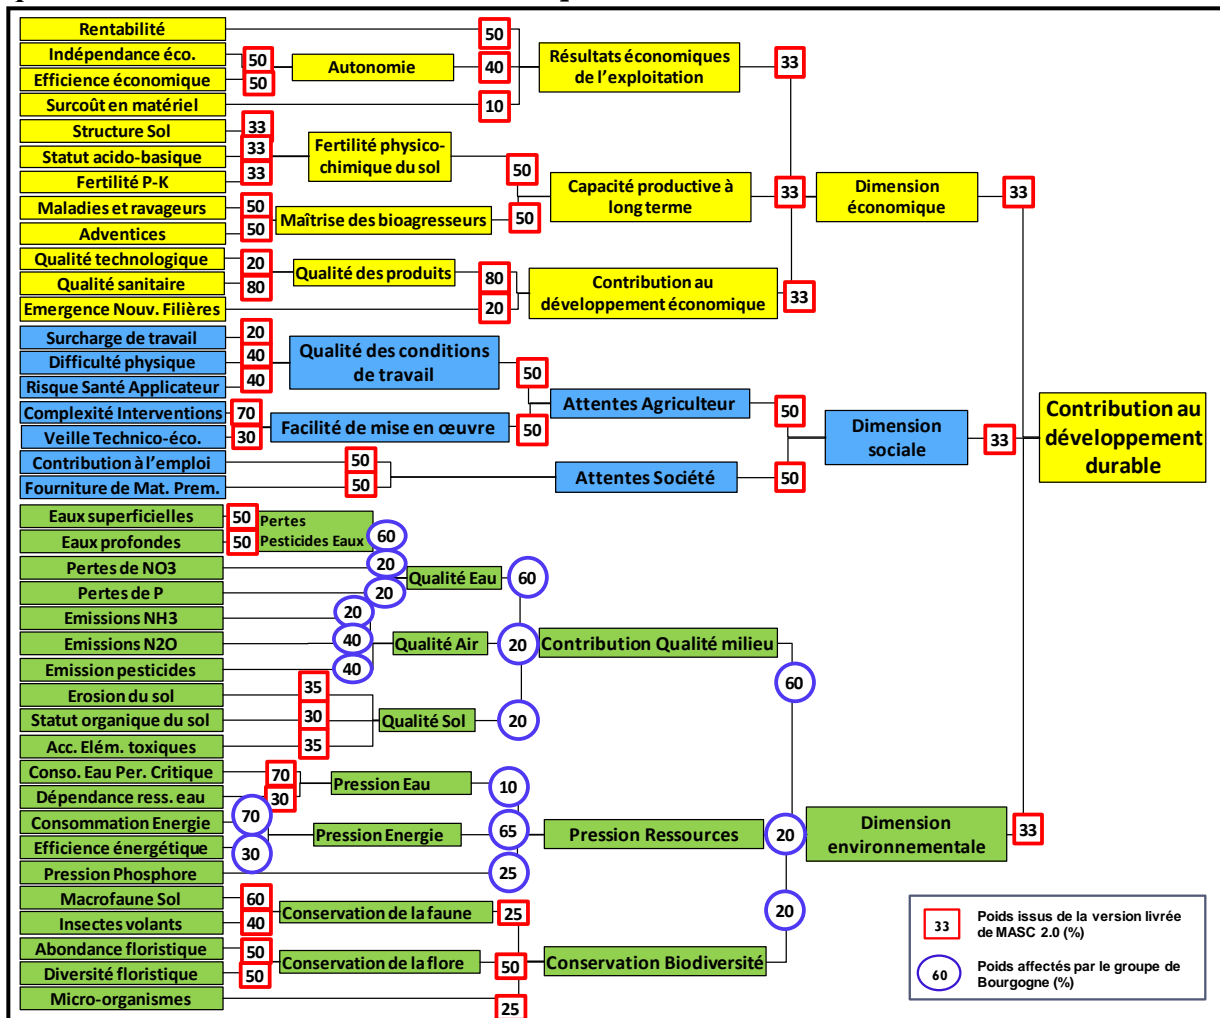 Rentabilité
50
Indépendance éco.
50
Autonomie
40
Résultats économiques
de l'exploitation
33
Efficience économique
50
Surcoût en matériel
10
Structure Sol
33
Statut acido-basique
33
Fertilité physico-
chimique du sol
50
Fertilité P-K
33
Capacité productive à
long terme
33
Dimension
économique
33
Maladies et ravageurs
50
Maîtrise des bioagresseurs
50
Adventices
50
Qualité technologique
20
Qualité des produits
80
Qualité sanitaire
80
Contribution au
développement économique
33
Emergence Nouv. Filières
20
Surcharge de travail
20
Difficulté physique
40
Qualité des conditions
de travail
50
Risque Santé Applicateur
40
Attentes Agriculteur
50
Complexité Interventions
70
Facilité de mise en œuvre
50
Veille Technico-éco.
30
Dimension
sociale
33
Contribution au
développement
durable
Contribution à l'emploi
50
Attentes Société
50
Fourniture de Mat. Prem.
50
Eaux superficielles
50
Pertes
Pesticides Eaux
60
Eaux profondes
50
Pertes de NO3
20
Qualité Eau
60
Pertes de P
20
Emissions NH3
20
Emissions N2O
40
Qualité Air
20
Contribution Qualité milieu
60
Emission pesticides
40
Erosion du sol
35
Statut organique du sol
30
Qualité Sol
20
Acc. Elém. toxiques
35
Conso. Eau Per. Critique
70
Pression Eau
10
Dépendance ress. eau
30
Consommation Energie
70
Pression Energie
65
Pression Ressources
20
Dimension
environnementale
33
Efficience énergétique
30
Pression Phosphore
25
Macrofaune Sol
60
Conservation de la faune
25
20
Insectes volants
40
Abondance floristique
50
Conservation de la flore
50
Conservation Biodiversité
Diversité floristique
50
Micro-organismes
25
33
Poids issus de la version livrée
de MASC 2.0 (%)
60
Poids affectés par le groupe de
Bourgogne (%)